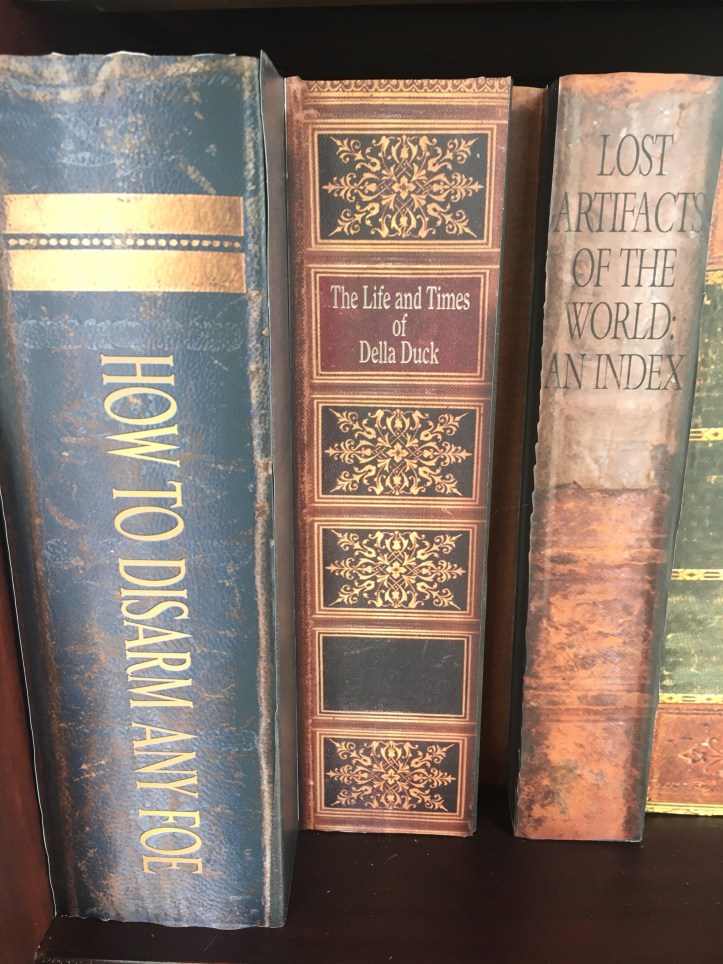 HOW TO DISARM ANY FOE
The Life and Times
of
Della Duck
LOST
ARTIFACTS
OF THE
WORLD:
AN INDEX